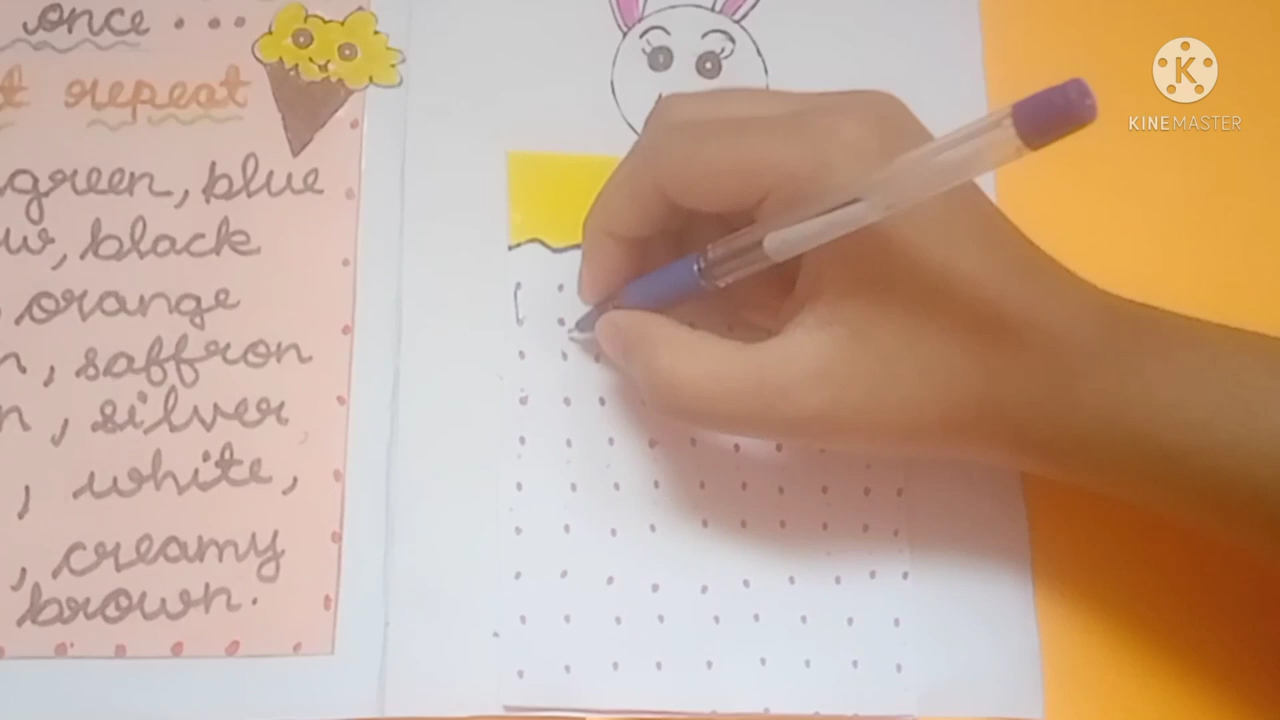 once...
repeat
green, blue
, black
, orange
, saffron
, silver
, white,
, creamy
brown.
K
KINEMASTER